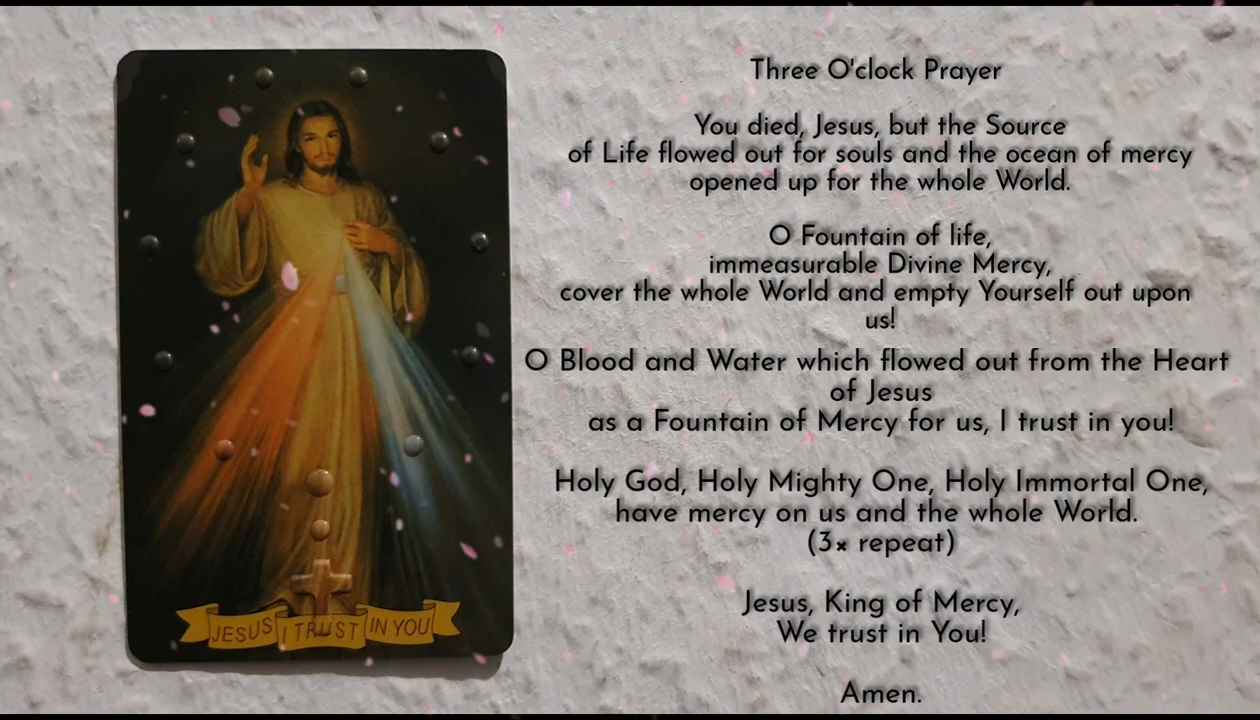 Three O'clock Prayer
You died, Jesus, but the Source
of Life flowed out for souls and the ocean of mercy
opened up for the whole World.
O Fountain of life,
immeasurable Divine Mercy,
cover the whole World and empty Yourself out upon
us!
O Blood and Water which flowed out from the Heart
of Jesus
as a Fountain of Mercy for us, I trust in you!
Holy God, Holy Mighty One, Holy Immortal One,
have mercy on us and the whole World.
(3x repeat)
Jesus, King of Mercy,
We trust in You!
Amen.
JESUS I TRUST IN YOU